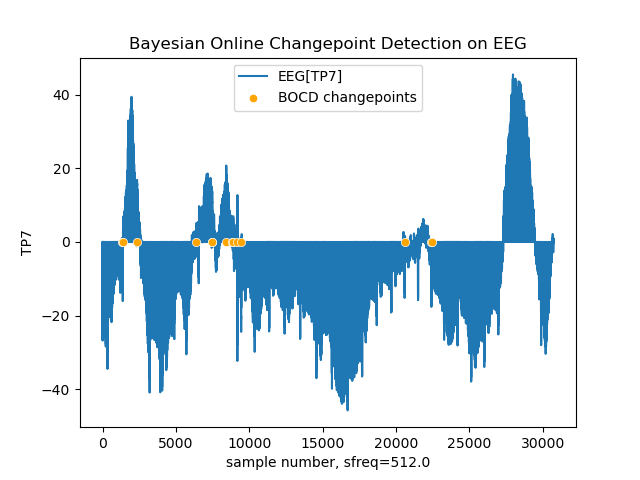 Bayesian Online Changepoint Detection on EEG
EEG[TP7]
BOCD changepoints
40
20
0
−20
−40
TP7
0 5000 10000 15000 20000 25000 30000
sample number, sfreq=512.0